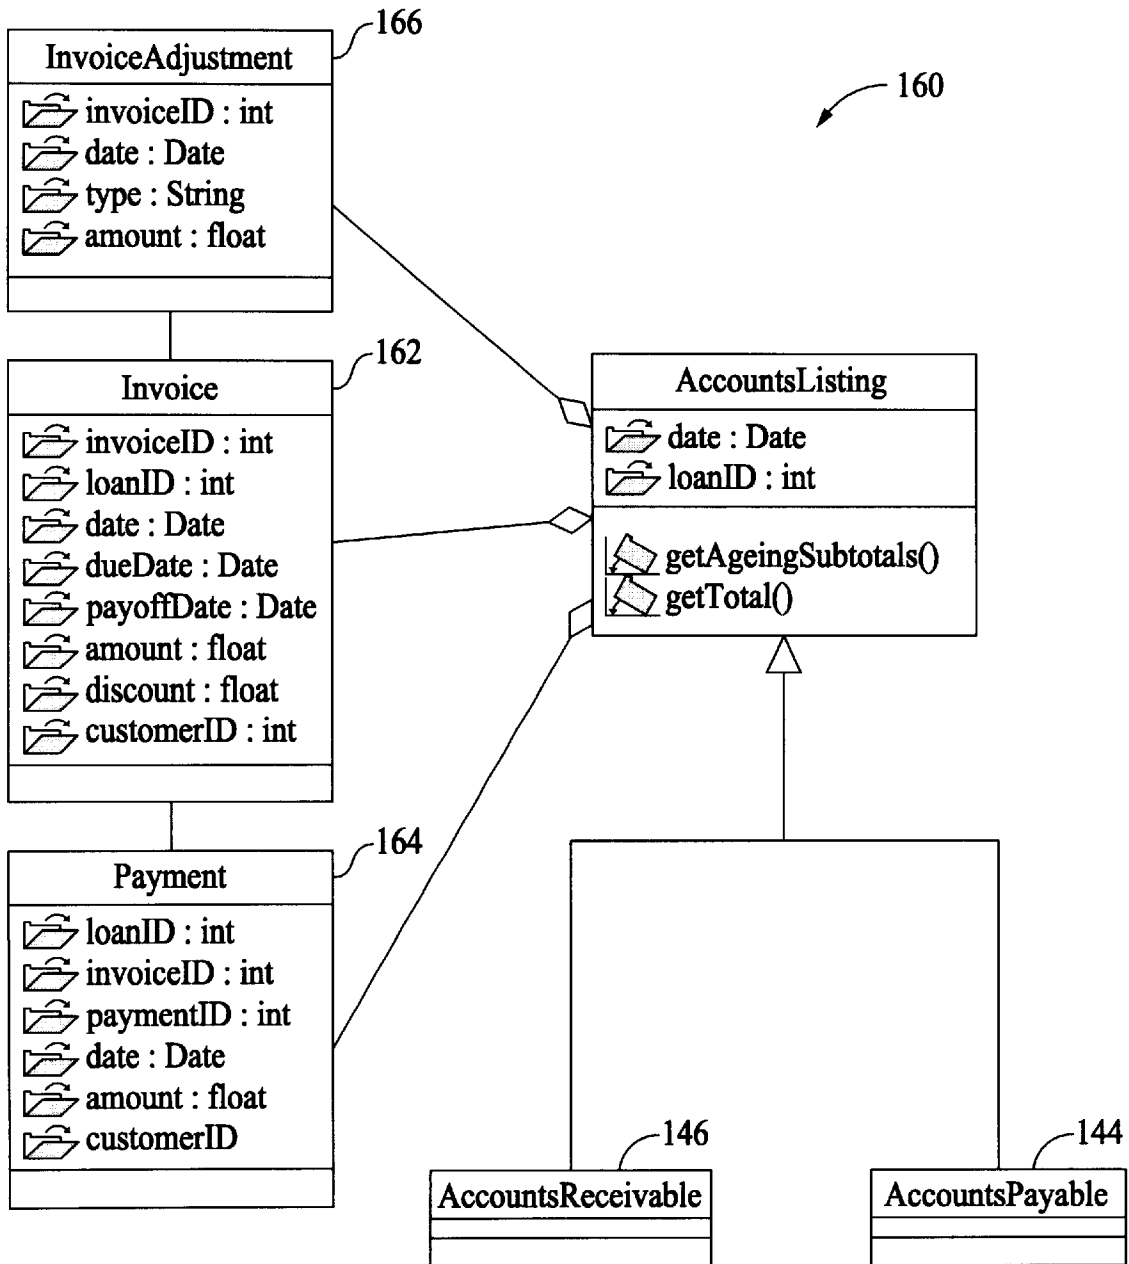 166
InvoiceAdjustment
invoiceID : int
date : Date
type : String
amount : float
160
162
Invoice
invoiceID : int
loanID : int
date : Date
dueDate : Date
payoffDate : Date
amount : float
discount : float
customerID : int
AccountsListing
date : Date
loanID : int
getAgeingSubtotals()
getTotal()
164
Payment
loanID : int
invoiceID : int
paymentID : int
date : Date
amount : float
customerID
146
AccountsReceivable
144
AccountsPayable